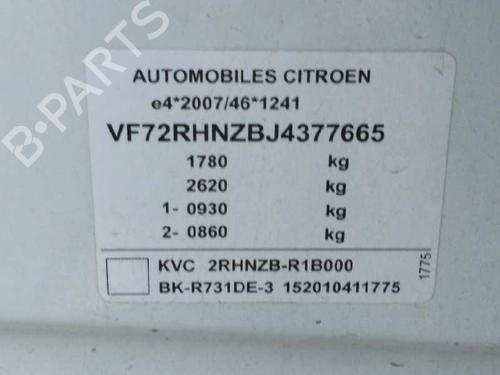 B-PARTS
AUTOMOBILES CITROEN
e4*2007/46*1241
VF72RHNZBJ4377665
1780 kg
2620 kg
1- 0930 kg
2- 0860 kg
KVC 2RHNZB-R1B000
BK-R731DE-3 152010411775
1775